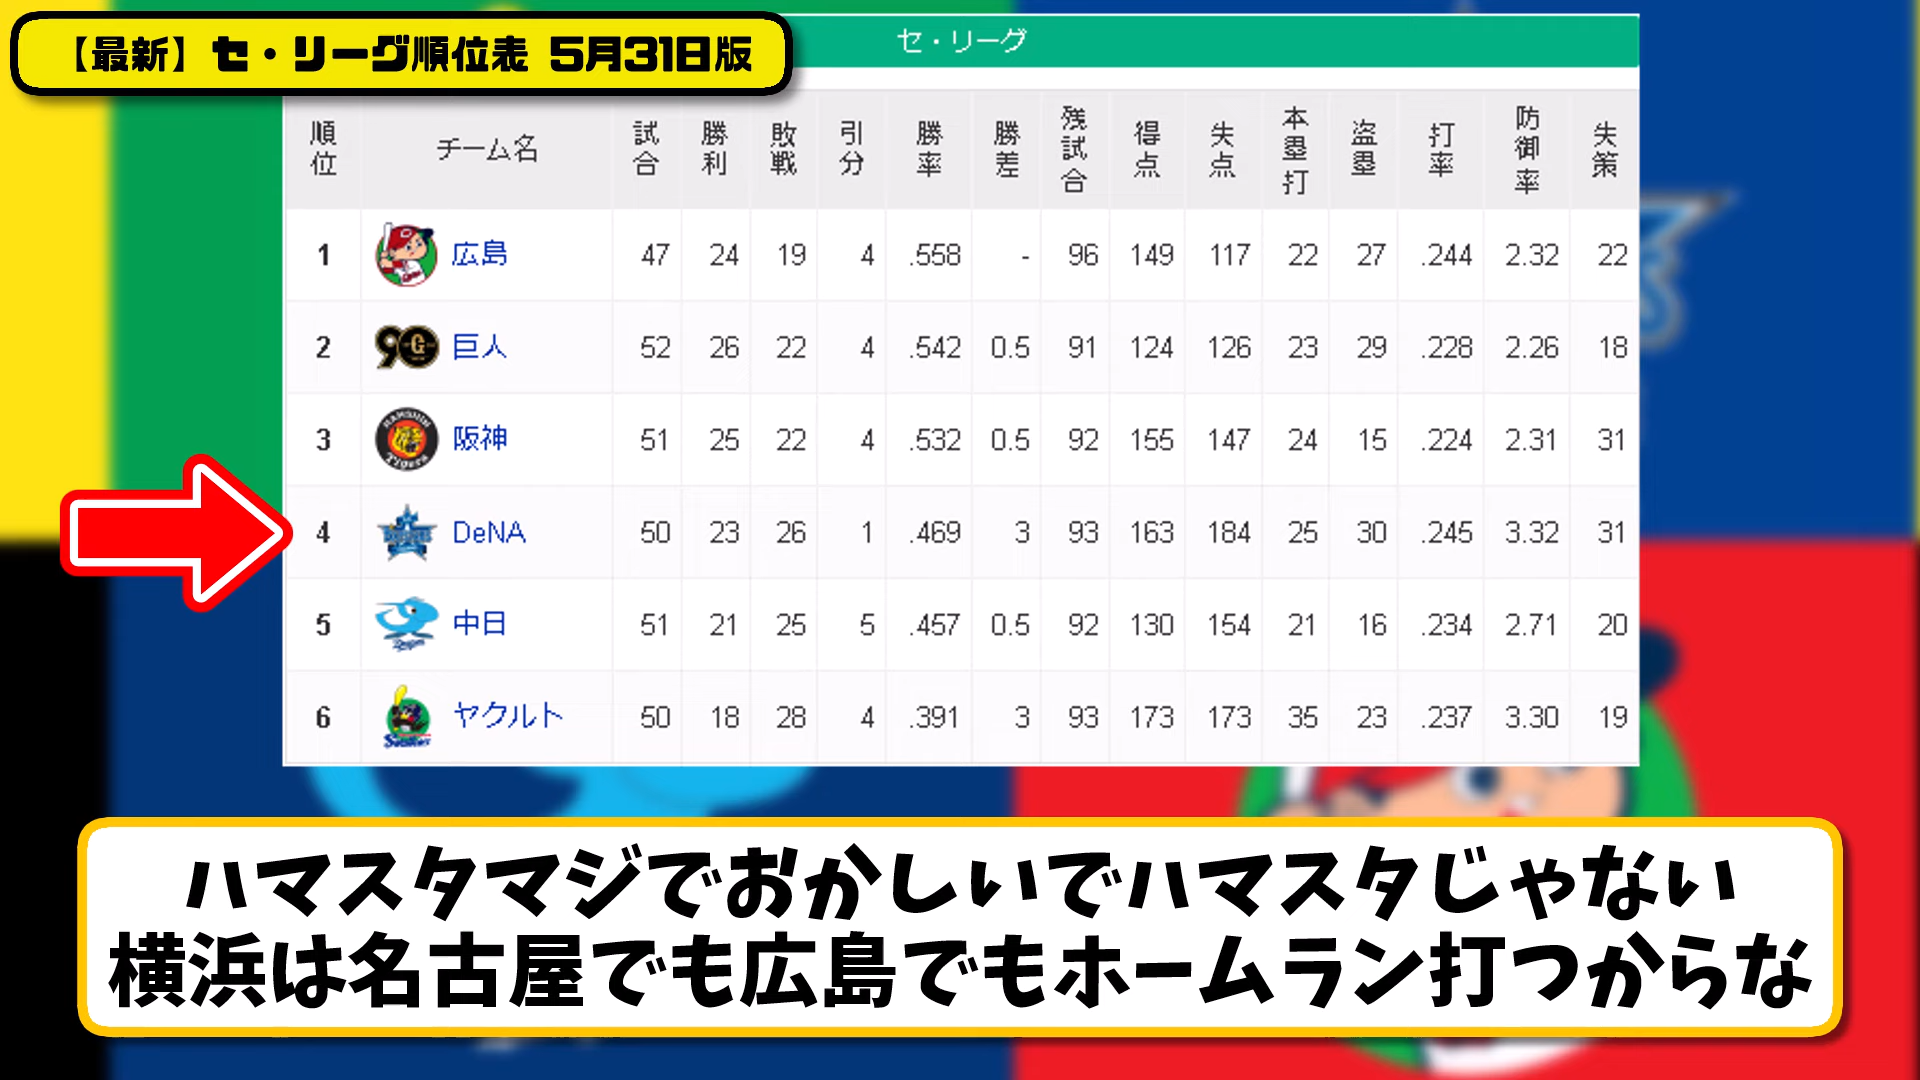 【最新】セ・リーグ順位表 5月31日版
セ・リーグ
順位 チーム名 試合 勝利 敗戦 引分 勝率 勝差 残試合 得点 失点 本塁打 盗塁 打率 防御率 失策
1 広島 47 24 19 4 .558 - 96 149 117 22 27 .244 2.32 22
2 巨人 52 26 22 4 .542 0.5 91 124 126 23 29 .228 2.26 18
3 阪神 51 25 22 4 .532 0.5 92 155 147 24 15 .224 2.31 31
4 DeNA 50 23 26 1 .469 3 93 163 184 25 30 .245 3.32 31
5 中日 51 21 25 5 .457 0.5 92 130 154 21 16 .234 2.71 20
6 ヤクルト 50 18 28 4 .391 3 93 173 173 35 23 .237 3.30 19
ハマスタマジでおかしいでハマスタじゃない
横浜は名古屋でも広島でもホームラン打つからな